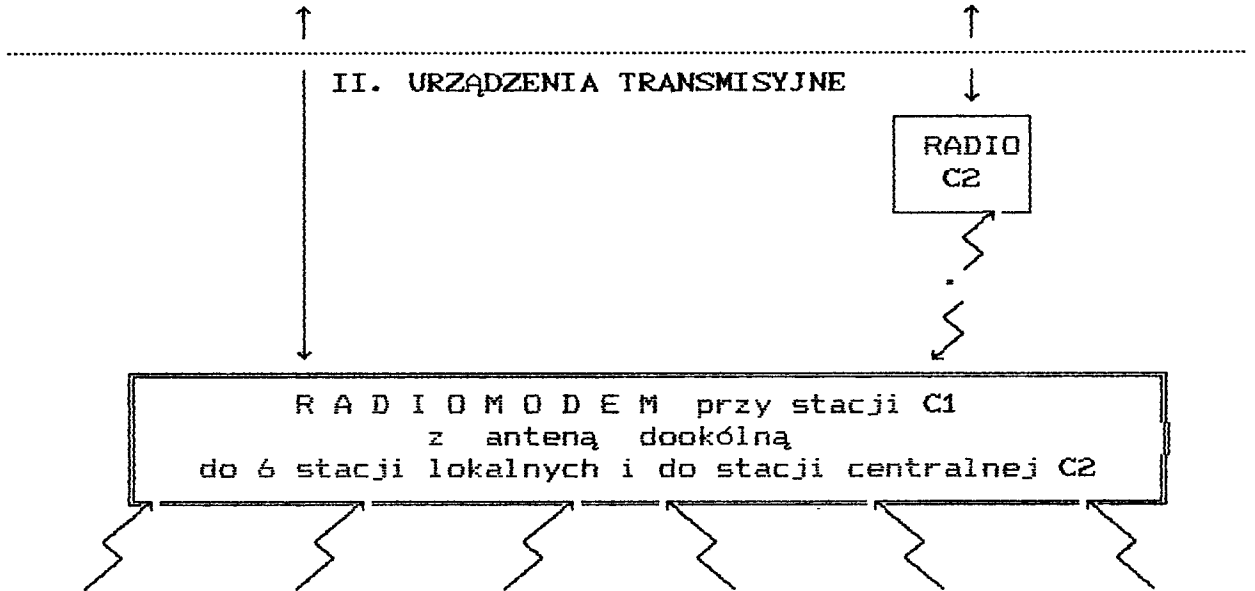 II. URZĄDZENIA TRANSMISYJNE
RADIO
C2
R A D I O M O D E M przy stacji C1
z anteną dookólną
do 6 stacji lokalnych i do stacji centralnej C2